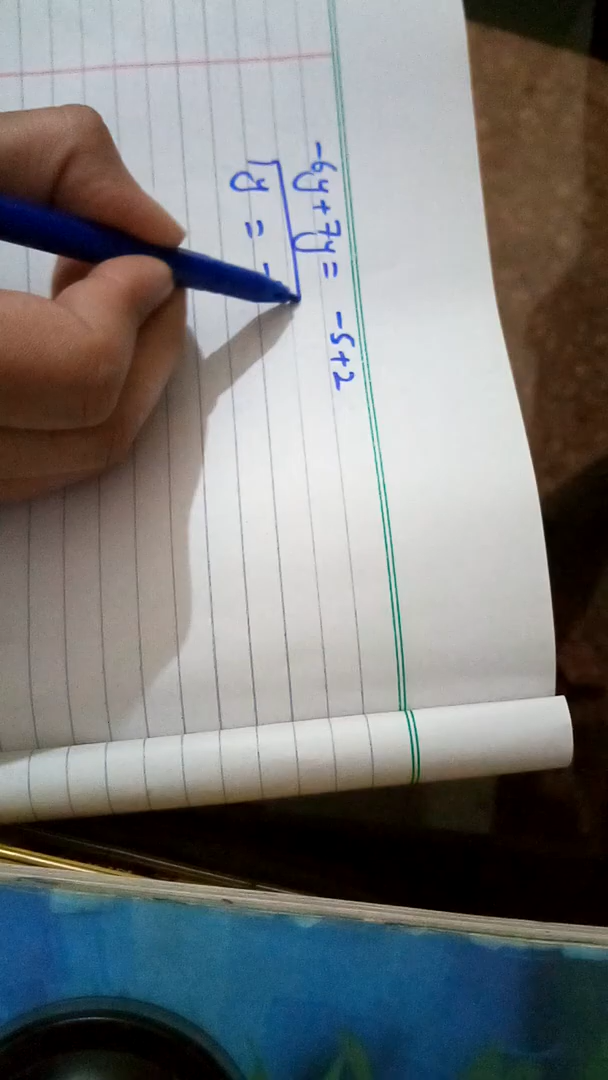 -6y+7y = -5+2
y = -